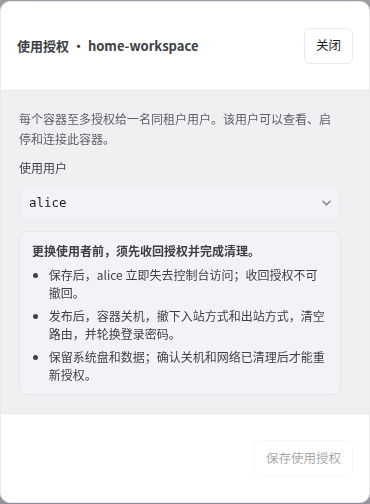 使用授权 · home-workspace
关闭
每个容器至多授权给一名同租户用户。该用户可以查看、启
停和连接此容器。
使用用户
alice
更换使用者前，须先收回授权并完成清理。
保存后，alice 立即失去控制台访问；收回授权不可
撤回。
发布后，容器关机，撤下入站方式和出站方式，清空
路由，并轮换登录密码。
保留系统盘和数据；确认关机和网络已清理后才能重
新授权。
保存使用授权